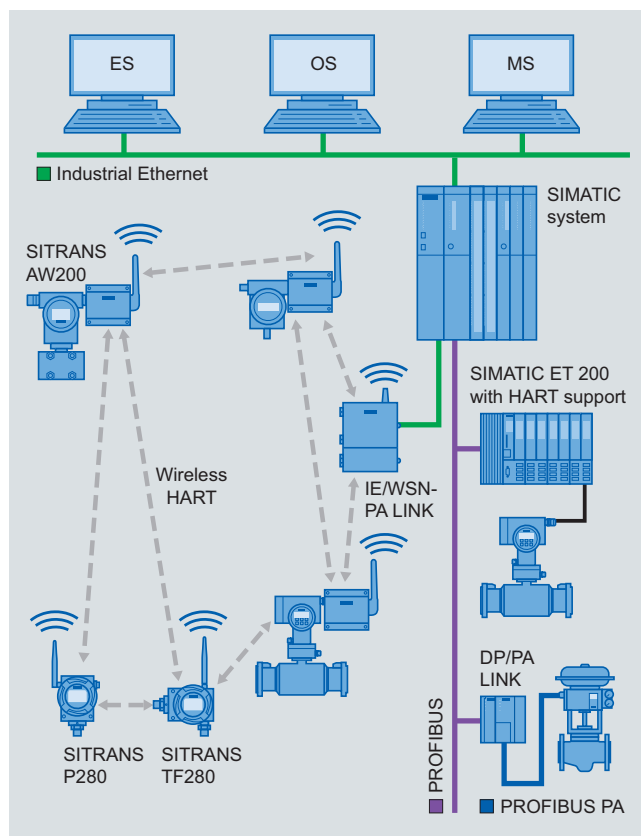 ES
OS
MS
Industrial Ethernet
SIMATIC
system
SITRANS
AW200
SIMATIC ET 200
with HART support
Wireless
HART
IE/WSN-
PA LINK
DP/PA
LINK
SITRANS
P280
SITRANS
TF280
PROFIBUS
PROFIBUS PA